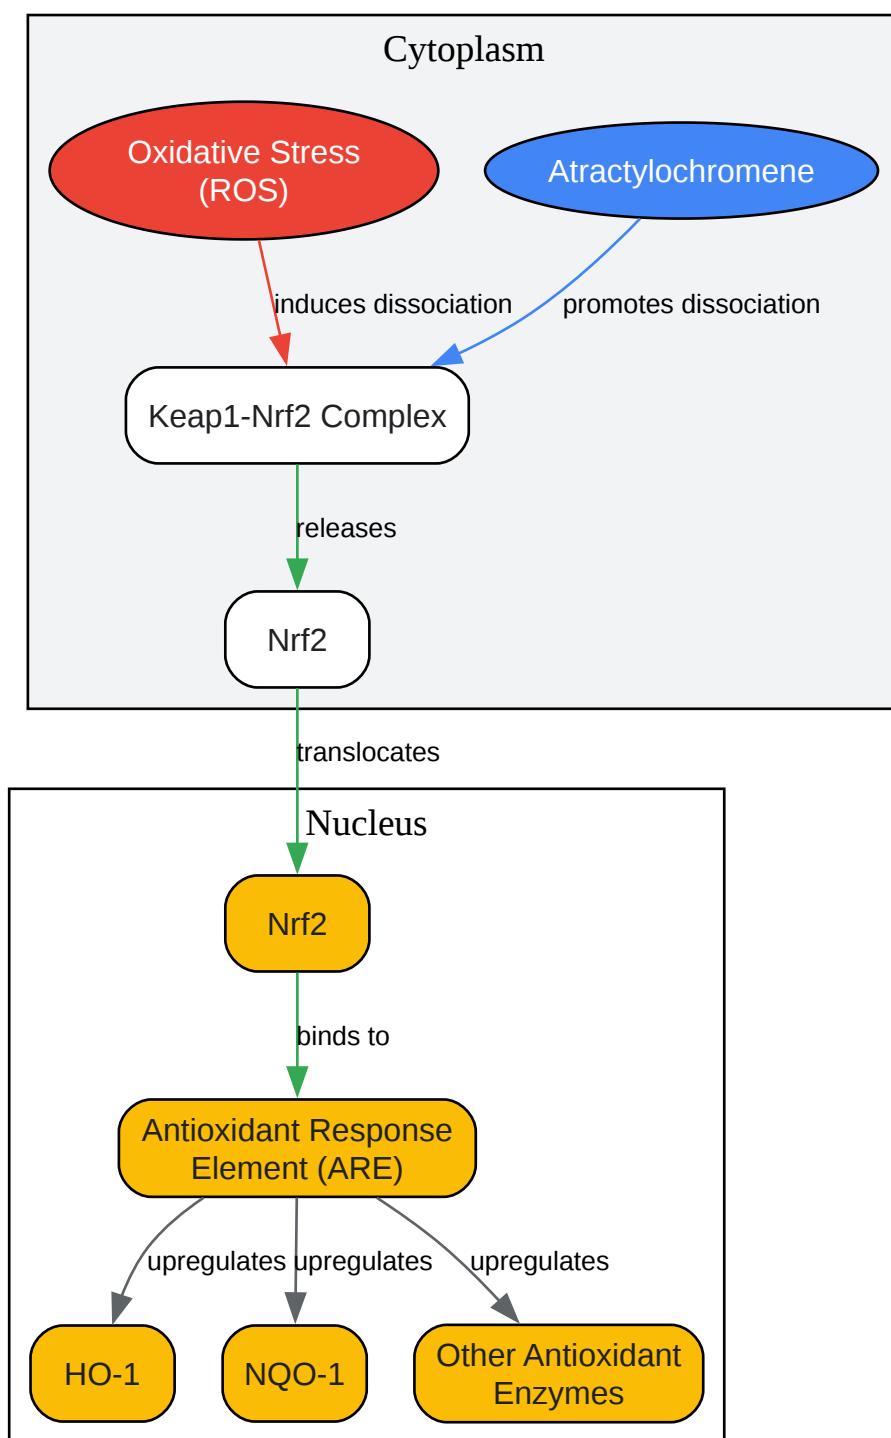 Cytoplasm
Oxidative Stress
(ROS)
Atractylochromene
induces dissociation
promotes dissociation
Keap1-Nrf2 Complex
releases
Nrf2
translocates
Nucleus
Nrf2
binds to
Antioxidant Response
Element (ARE)
upregulates
upregulates
upregulates
HO-1
NQO-1
Other Antioxidant
Enzymes